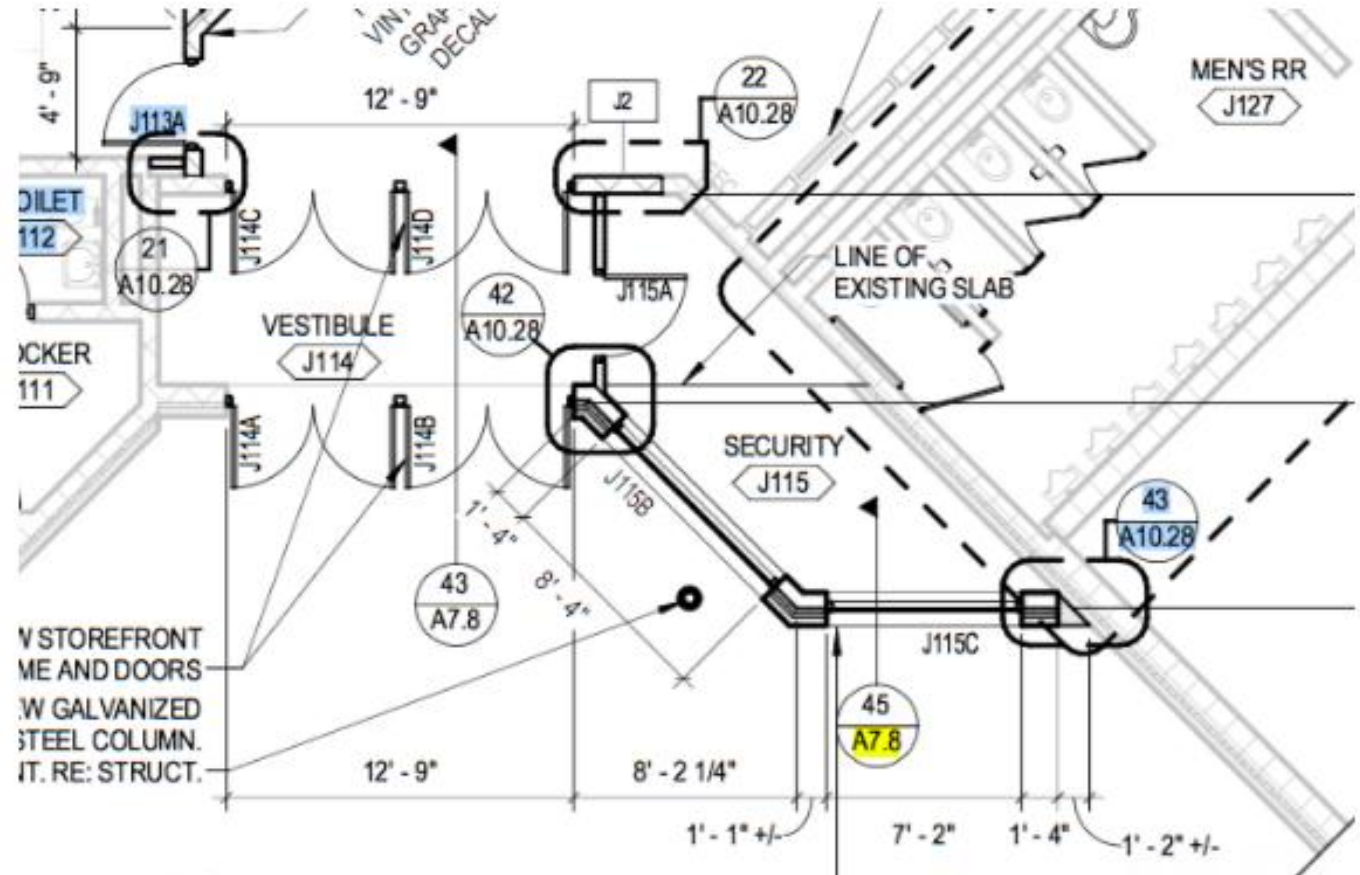 4' - 9"
VIN
GRAP
DECAL
12' - 9"
J2
22
A10.28
MEN'S RR
J127
J113A
OILET
112
21
A10.28
J114C
J114D
42
A10.28
J115A
LINE OF
EXISTING SLAB
VESTIBULE
J114
OCKER
111
J114A
J114B
SECURITY
J115
J115B
1' - 4"
8' - 4"
43
A10.28
43
A7.8
W STOREFRONT
ME AND DOORS
EW GALVANIZED
STEEL COLUMN.
NT. RE: STRUCT.
J115C
45
A7.8
12' - 9"
8' - 2 1/4"
1' - 1" +/-
7' - 2"
1' - 4"
1' - 2" +/-